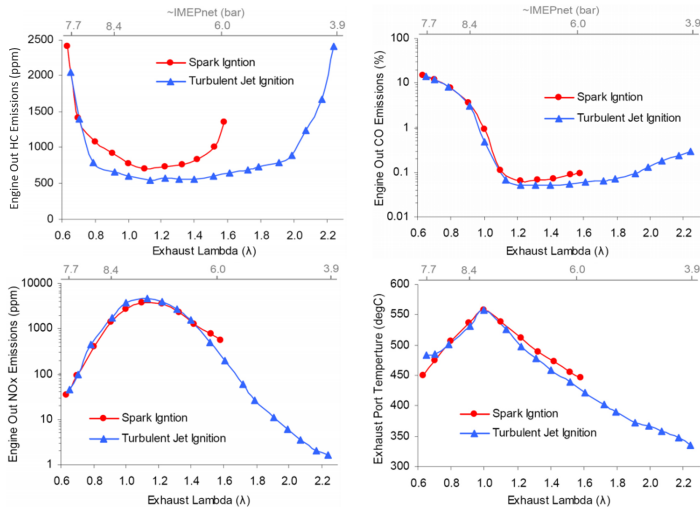 ~IMEPnet (bar)
7.7 8.4 6.0 3.9
2500
2000
1500
1000
500
0
Engine Out HC Emissions (ppm)
Spark Igntion
Turbulent Jet Ignition
0.6 0.8 1.0 1.2 1.4 1.6 1.8 2.0 2.2
Exhaust Lambda (λ)
~IMEPnet (bar)
7.7 8.4 6.0 3.9
100
10
1
0.1
0.01
Engine Out CO Emissions (%)
Spark Igntion
Turbulent Jet Ignition
0.6 0.8 1.0 1.2 1.4 1.6 1.8 2.0 2.2
Exhaust Lambda (λ)
7.7 8.4 6.0 3.9
10000
1000
100
10
1
Engine Out NOx Emissions (ppm)
Spark Igntion
Turbulent Jet Ignition
0.6 0.8 1.0 1.2 1.4 1.6 1.8 2.0 2.2
Exhaust Lambda (λ)
7.7 8.4 6.0 3.9
600
550
500
450
400
350
300
Exhaust Port Temperture (degC)
Spark Igntion
Turbulent Jet Ignition
0.6 0.8 1.0 1.2 1.4 1.6 1.8 2.0 2.2
Exhaust Lambda (λ)